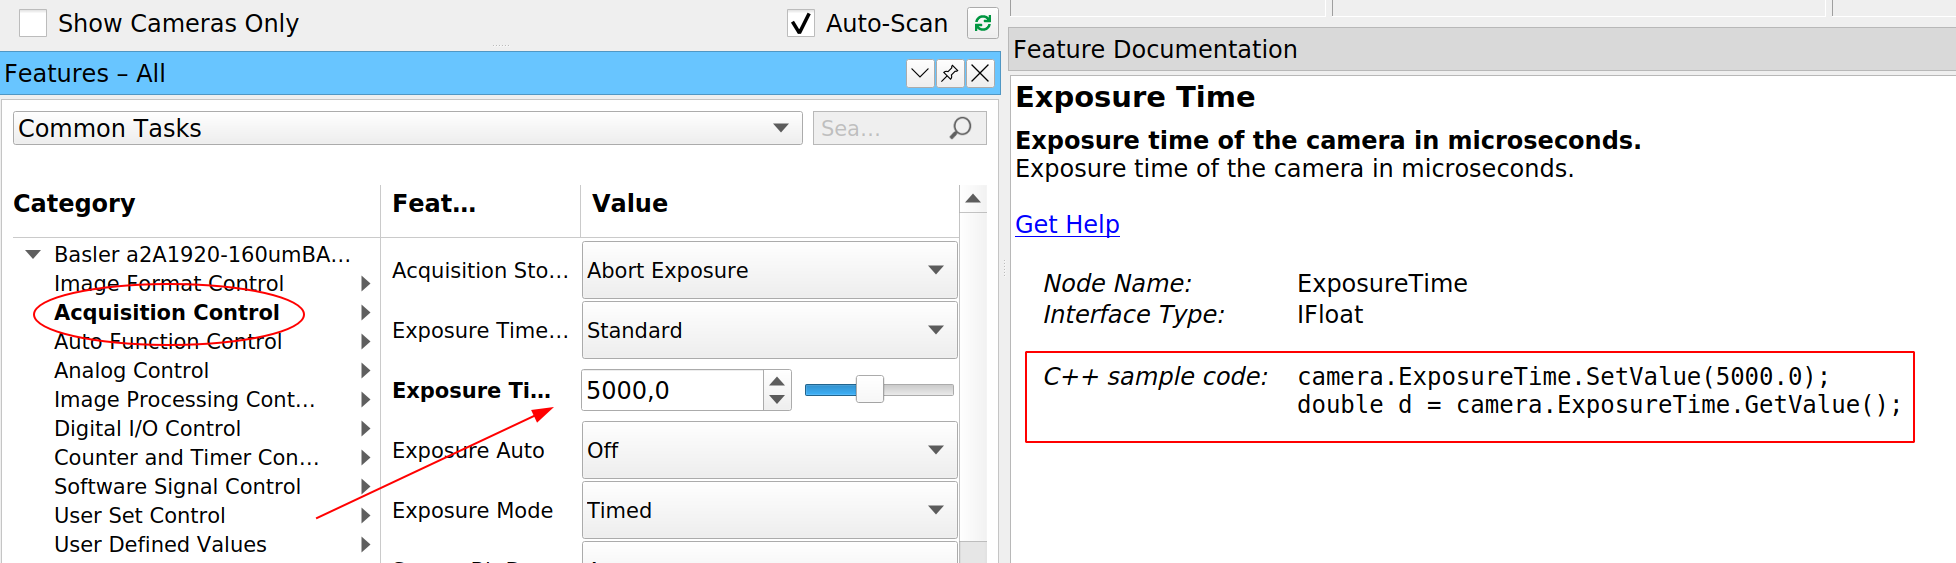 Show Cameras Only
Auto-Scan
Features – All
Common Tasks
Sea...
Category
Feat...
Value
Basler a2A1920-160umBA...
Image Format Control
Acquisition Control
Auto Function Control
Analog Control
Image Processing Cont...
Digital I/O Control
Counter and Timer Con...
Software Signal Control
User Set Control
User Defined Values
Acquisition Sto...
Abort Exposure
Exposure Time...
Standard
Exposure Ti...
5000,0
Exposure Auto
Off
Exposure Mode
Timed
Feature Documentation
Exposure Time
Exposure time of the camera in microseconds.
Exposure time of the camera in microseconds.
Get Help
Node Name: ExposureTime
Interface Type: IFloat
C++ sample code: camera.ExposureTime.SetValue(5000.0);
double d = camera.ExposureTime.GetValue();